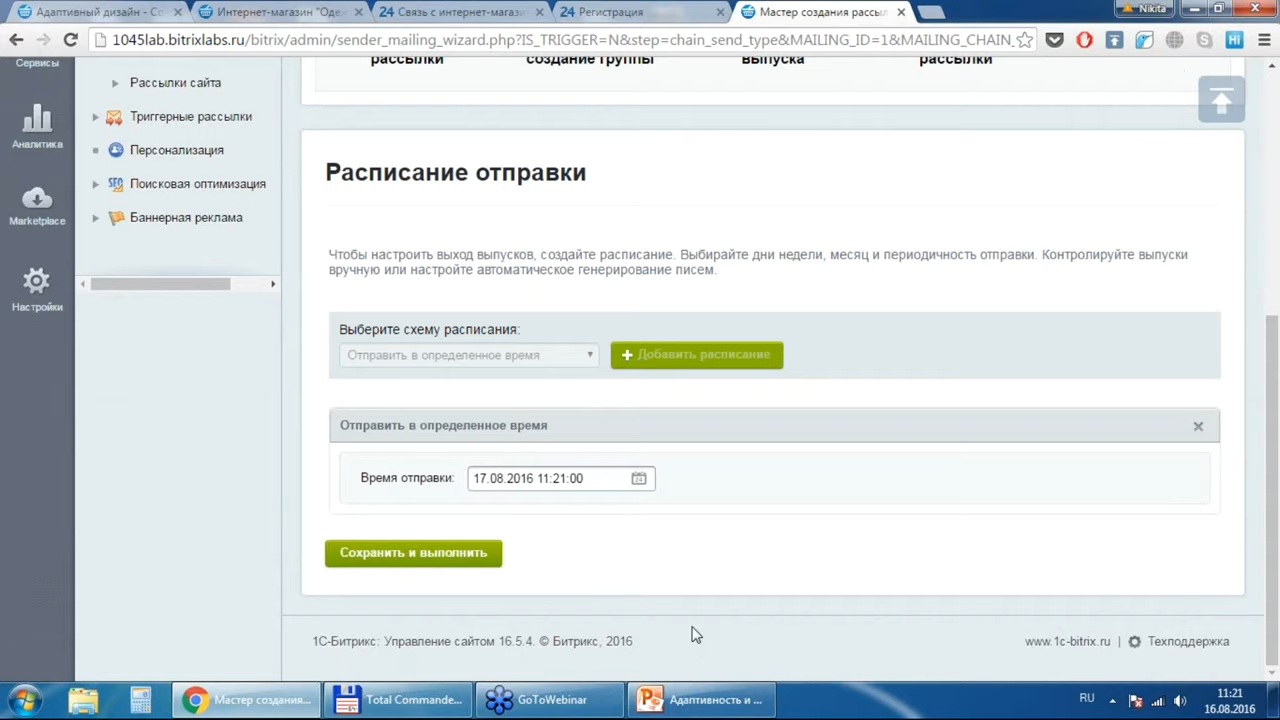 Адаптивный дизайн - Со
Интернет-магазин "Одеж
24 Связь с интернет-магази
24 Регистрация
Мастер создания рассыл
Nikita
1045lab.bitrixlabs.ru/bitrix/admin/sender_mailing_wizard.php?IS_TRIGGER=N&step=chain_send_type&MAILING_ID=1&MAILING_CHAIN_
Hi
Сервисы
Аналитика
Marketplace
Настройки
Рассылки сайта
Триггерные рассылки
Персонализация
SEO Поисковая оптимизация
Баннерная реклама
рассылки создание группы выпуска рассылки
Расписание отправки
Чтобы настроить выход выпусков, создайте расписание. Выбирайте дни недели, месяц и периодичность отправки. Контролируйте выпуски
вручную или настройте автоматическое генерирование писем.
Выберите схему расписания:
Отправить в определенное время
Добавить расписание
Отправить в определенное время
Время отправки: 17.08.2016 11:21:00
Сохранить и выполнить
1С-Битрикс: Управление сайтом 16.5.4. © Битрикс, 2016
www.1c-bitrix.ru | Техподдержка
Мастер создания...
Total Commande...
GoToWebinar
Адаптивность и ...
RU
11:21
16.08.2016